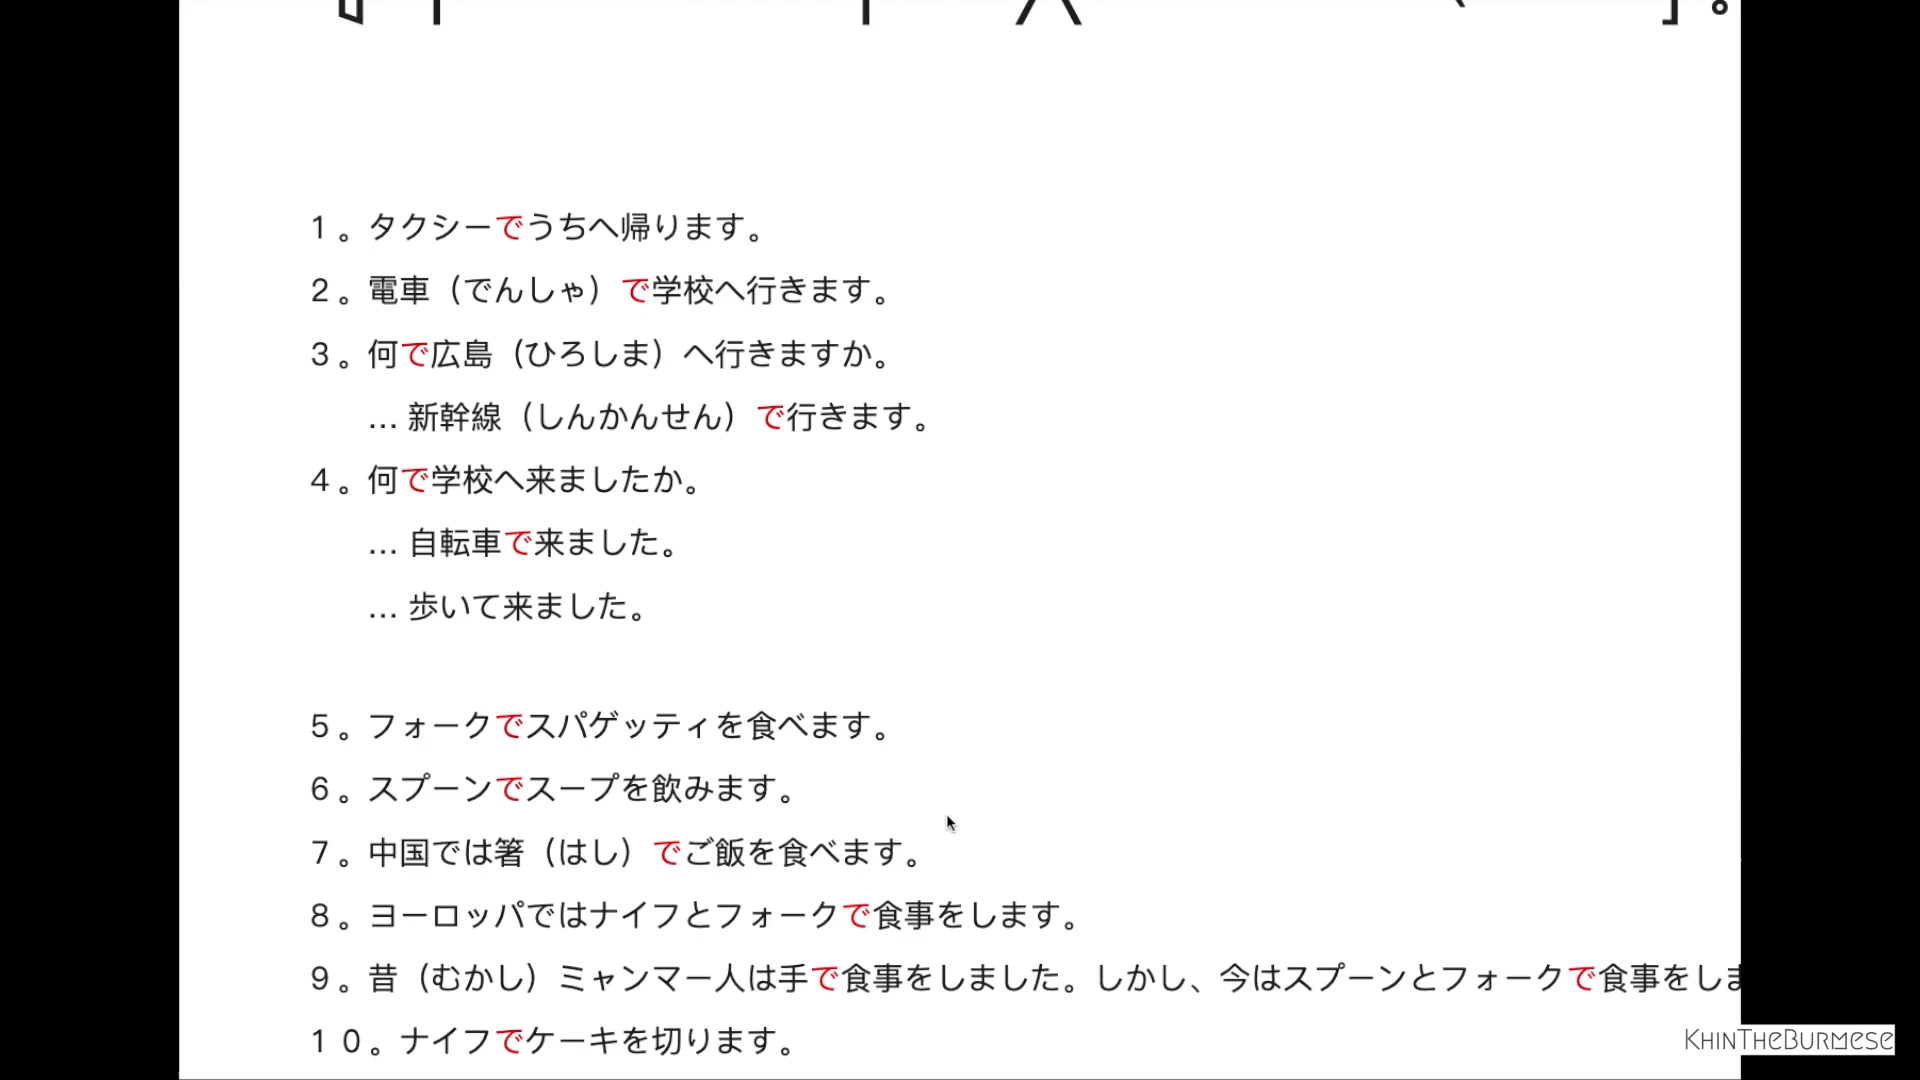 １。タクシーでうちへ帰ります。
２。電車（でんしゃ）で学校へ行きます。
３。何で広島（ひろしま）へ行きますか。
… 新幹線（しんかんせん）で行きます。
４。何で学校へ来ましたか。
… 自転車で来ました。
… 歩いて来ました。
５。フォークでスパゲッティを食べます。
６。スプーンでスープを飲みます。
７。中国では箸（はし）でご飯を食べます。
８。ヨーロッパではナイフとフォークで食事をします。
９。昔（むかし）ミャンマー人は手で食事をしました。しかし、今はスプーンとフォークで食事をしま
１０。ナイフでケーキを切ります。
KHINTHEBURMESE